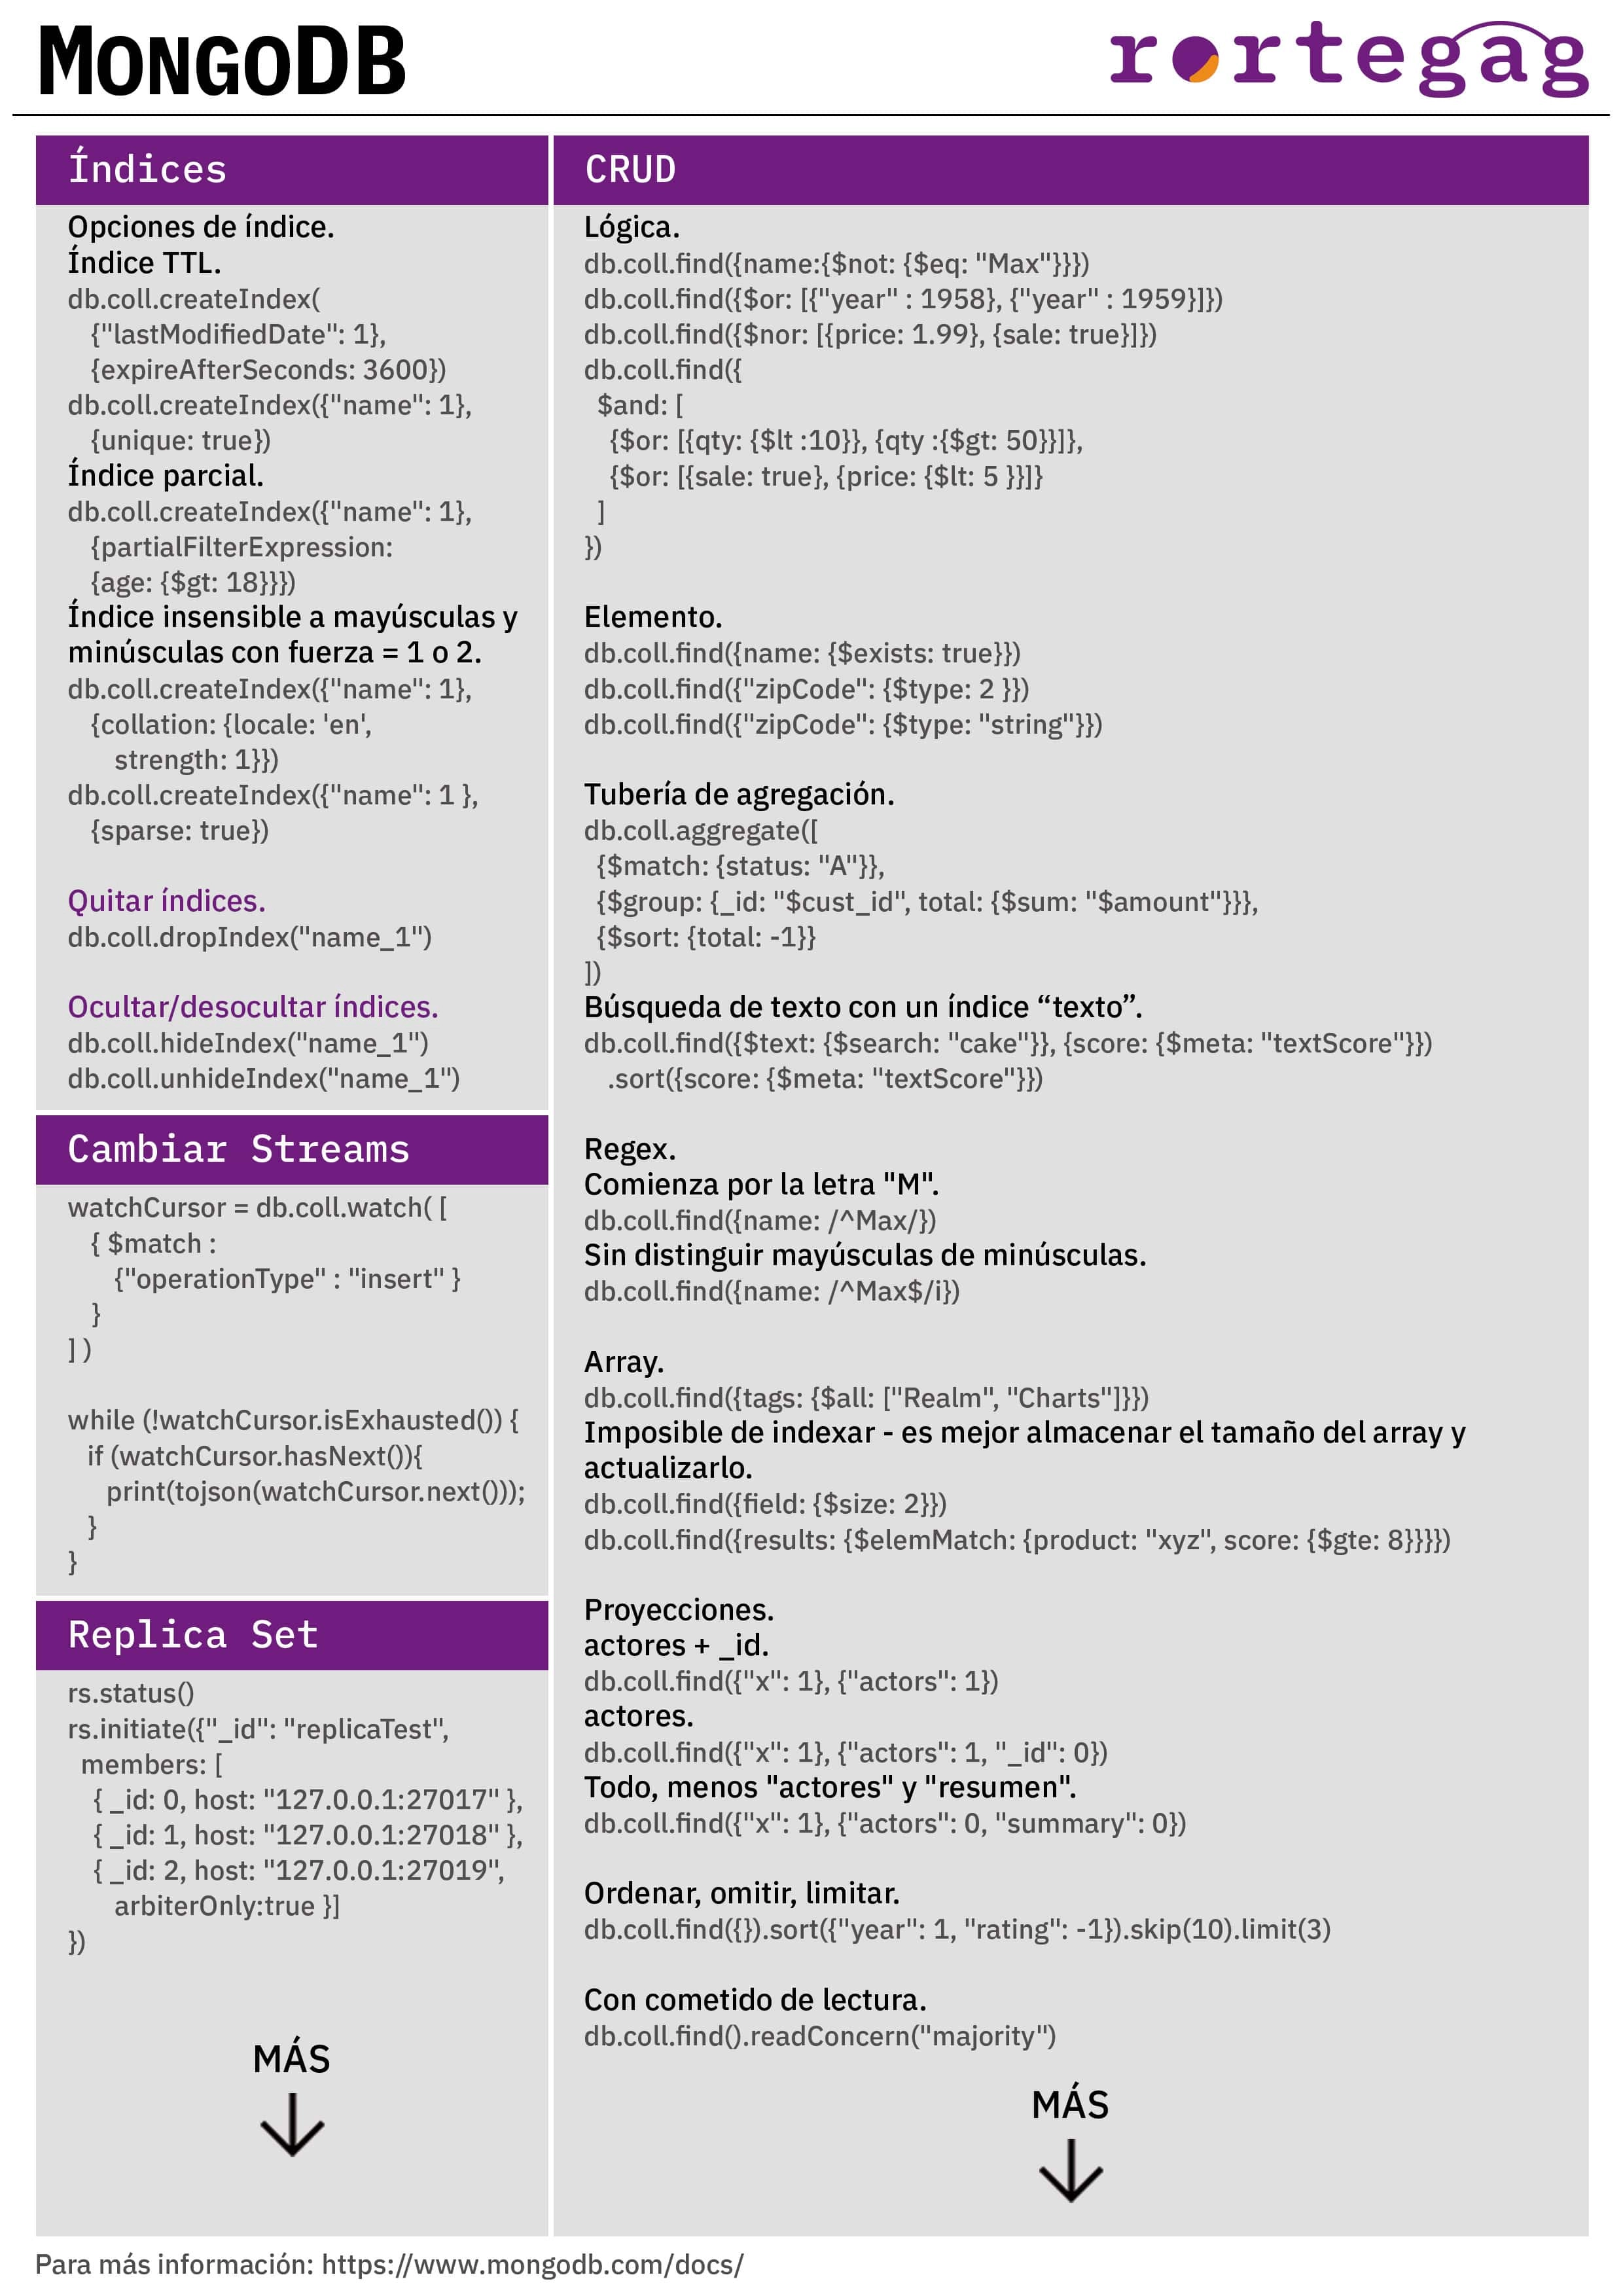 MONGODB
rortegag
Índices
Opciones de índice.
Índice TTL.
db.coll.createIndex(
{"lastModifiedDate": 1},
{expireAfterSeconds: 3600})
db.coll.createIndex({"name": 1},
{unique: true})
Índice parcial.
db.coll.createIndex({"name": 1},
{partialFilterExpression:
{age: {$gt: 18}}})
Índice insensible a mayúsculas y
minúsculas con fuerza = 1 o 2.
db.coll.createIndex({"name": 1},
{collation: {locale: 'en',
strength: 1}})
db.coll.createIndex({"name": 1 },
{sparse: true})
Quitar índices.
db.coll.dropIndex("name_1")
Ocultar/desocultar índices.
db.coll.hideIndex("name_1")
db.coll.unhideIndex("name_1")
Cambiar Streams
watchCursor = db.coll.watch( [
{ $match :
{"operationType" : "insert" }
}
] )
while (!watchCursor.isExhausted()) {
if (watchCursor.hasNext()){
print(tojson(watchCursor.next()));
}
}
Replica Set
rs.status()
rs.initiate({"_id": "replicaTest",
members: [
{ _id: 0, host: "127.0.0.1:27017" },
{ _id: 1, host: "127.0.0.1:27018" },
{ _id: 2, host: "127.0.0.1:27019",
arbiterOnly:true }]
})
MÁS
CRUD
Lógica.
db.coll.find({name:{$not: {$eq: "Max"}}})
db.coll.find({$or: [{"year" : 1958}, {"year" : 1959}]})
db.coll.find({$nor: [{price: 1.99}, {sale: true}]})
db.coll.find({
$and: [
{$or: [{qty: {$lt :10}}, {qty :{$gt: 50}}]},
{$or: [{sale: true}, {price: {$lt: 5 }}]}
]
})
Elemento.
db.coll.find({name: {$exists: true}})
db.coll.find({"zipCode": {$type: 2 }})
db.coll.find({"zipCode": {$type: "string"}})
Tubería de agregación.
db.coll.aggregate([
{$match: {status: "A"}},
{$group: {_id: "$cust_id", total: {$sum: "$amount"}}},
{$sort: {total: -1}}
])
Búsqueda de texto con un índice “texto”.
db.coll.find({$text: {$search: "cake"}}, {score: {$meta: "textScore"}})
.sort({score: {$meta: "textScore"}})
Regex.
Comienza por la letra "M".
db.coll.find({name: /^Max/})
Sin distinguir mayúsculas de minúsculas.
db.coll.find({name: /^Max$/i})
Array.
db.coll.find({tags: {$all: ["Realm", "Charts"]}})
Imposible de indexar - es mejor almacenar el tamaño del array y
actualizarlo.
db.coll.find({field: {$size: 2}})
db.coll.find({results: {$elemMatch: {product: "xyz", score: {$gte: 8}}}})
Proyecciones.
actores + _id.
db.coll.find({"x": 1}, {"actors": 1})
actores.
db.coll.find({"x": 1}, {"actors": 1, "_id": 0})
Todo, menos "actores" y "resumen".
db.coll.find({"x": 1}, {"actors": 0, "summary": 0})
Ordenar, omitir, limitar.
db.coll.find({}).sort({"year": 1, "rating": -1}).skip(10).limit(3)
Con cometido de lectura.
db.coll.find().readConcern("majority")
MÁS
Para más información: https://www.mongodb.com/docs/